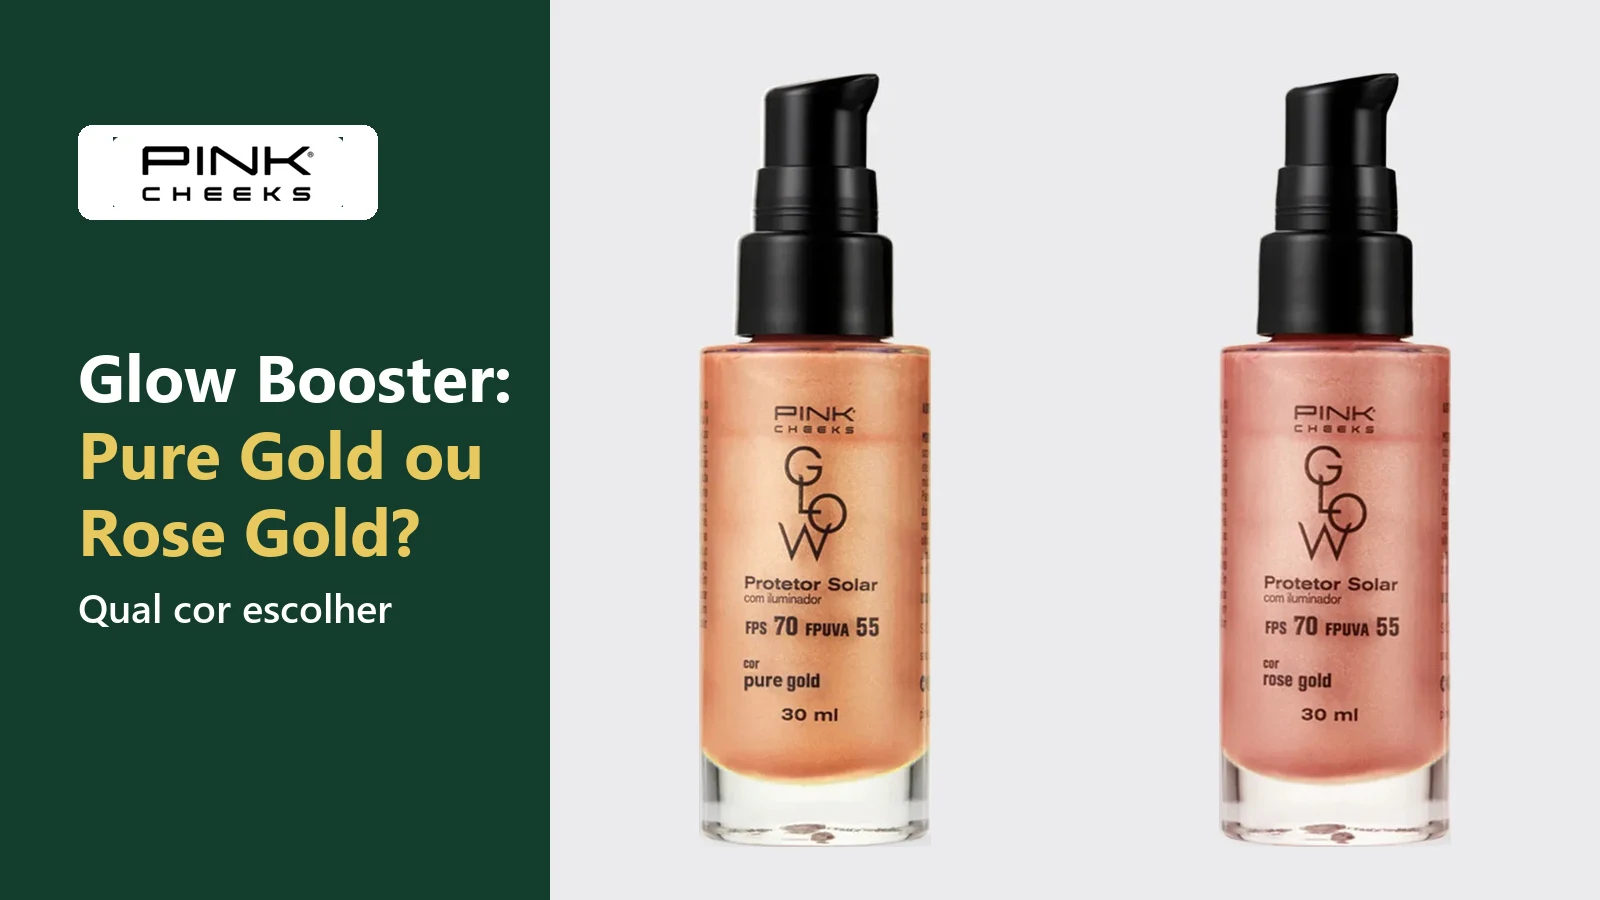 PINK®
CHEEKS
Glow Booster:
Pure Gold ou
Rose Gold?
Qual cor escolher
PINK
CHEEKS
GLOW
Protetor Solar
com iluminador
FPS 70 FPUVA 55
cor
pure gold
30 ml
PINK
CHEEKS
GLOW
Protetor Solar
com iluminador
FPS 70 FPUVA 55
cor
rose gold
30 ml